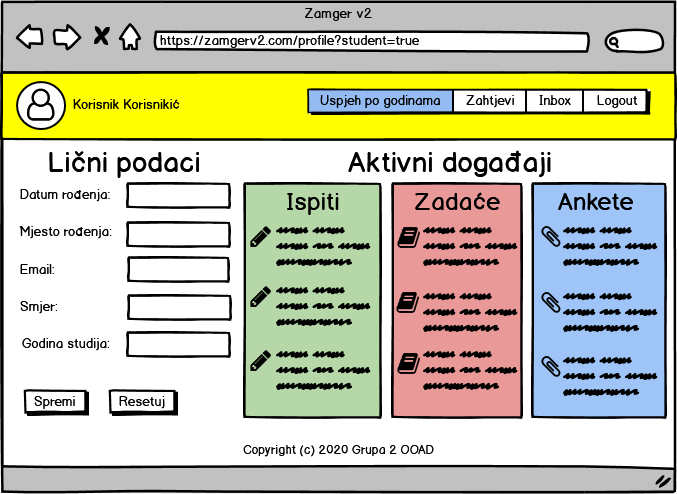 Zamger v2
https://zamgerv2.com/profile?student=true
Korisnik Korisnikić
Uspjeh po godinama
Zahtjevi
Inbox
Logout
Lični podaci
Datum rođenja:
Mjesto rođenja:
Email:
Smjer:
Godina studija:
Spremi
Resetuj
Aktivni događaji
Ispiti
Zadaće
Ankete
Copyright (c) 2020 Grupa 2 OOAD